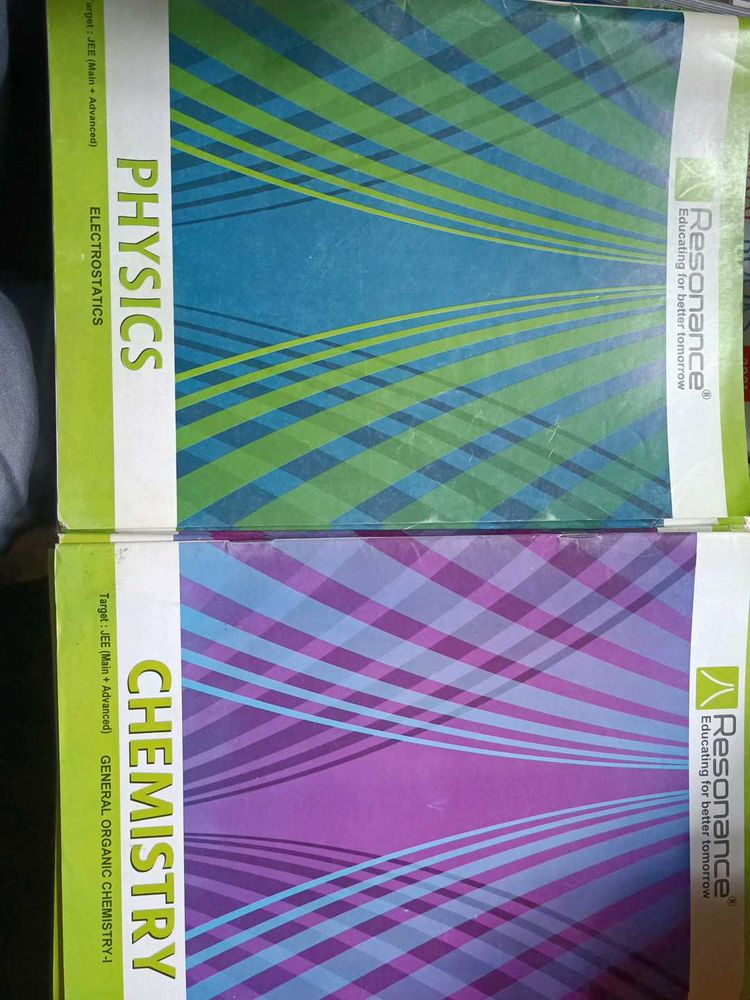 Resonance®
Educating for better tomorrow
PHYSICS
Target : JEE (Main + Advanced)
ELECTROSTATICS
Resonance®
Educating for better tomorrow
CHEMISTRY
Target : JEE (Main + Advanced)
GENERAL ORGANIC CHEMISTRY-I